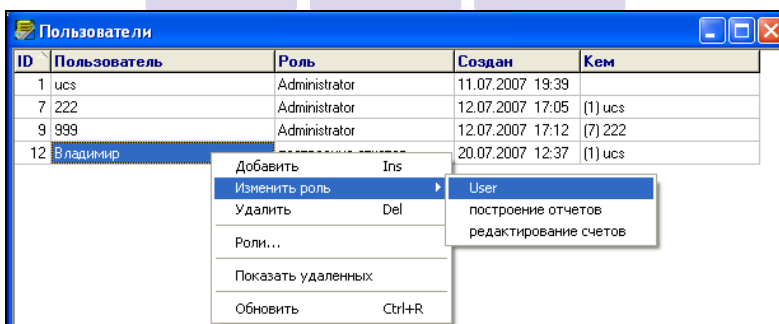 Пользователи
ID Пользователь Роль Создан Кем
1 ucs Administrator 11.07.2007 19:39
7 222 Administrator 12.07.2007 17:05 (1) ucs
9 999 Administrator 12.07.2007 17:12 (7) 222
12 Владимир построение отчетов 20.07.2007 12:37 (1) ucs
Добавить Ins
Изменить роль User
Удалить Del построение отчетов
редактирование счетов
Роли...
Показать удаленных
Обновить Ctrl+R